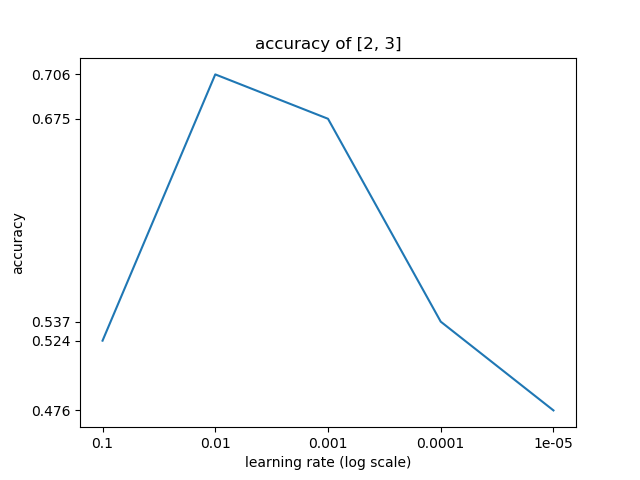 accuracy of [2, 3]
accuracy
0.706
0.675
0.537
0.524
0.476
0.1 0.01 0.001 0.0001 1e-05
learning rate (log scale)